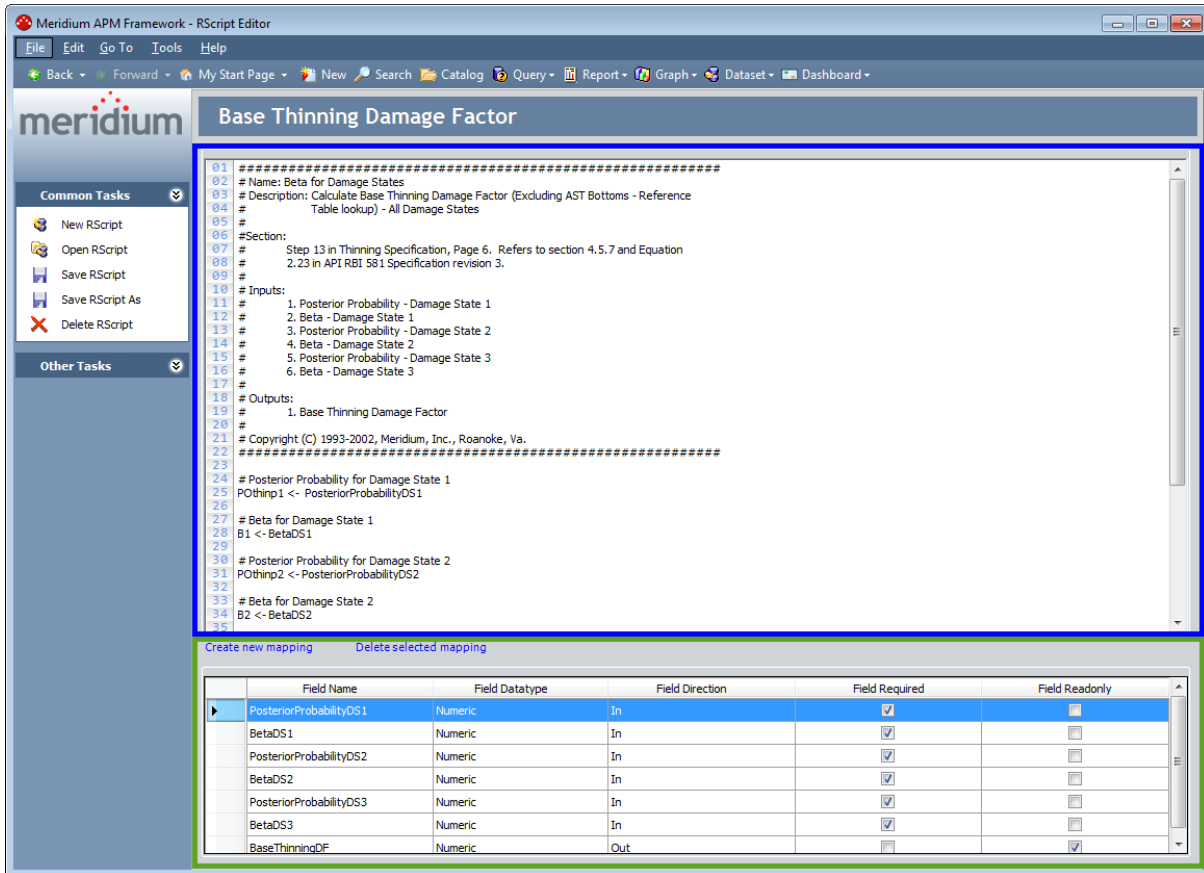 Meridium APM Framework - RScript Editor
File Edit Go To Tools Help
Back Forward My Start Page New Search Catalog Query Report Graph Dataset Dashboard
meridium
Base Thinning Damage Factor
Common Tasks
New RScript
Open RScript
Save RScript
Save RScript As
Delete RScript
Other Tasks
01 ##########################################################
02 # Name: Beta for Damage States
03 # Description: Calculate Base Thinning Damage Factor (Excluding AST Bottoms - Reference
04 # Table lookup) - All Damage States
05 #
06 #Section:
07 # Step 13 in Thinning Specification, Page 6. Refers to section 4.5.7 and Equation
08 # 2.23 in API RBI 581 Specification revision 3.
09 #
10 # Inputs:
11 # 1. Posterior Probability - Damage State 1
12 # 2. Beta - Damage State 1
13 # 3. Posterior Probability - Damage State 2
14 # 4. Beta - Damage State 2
15 # 5. Posterior Probability - Damage State 3
16 # 6. Beta - Damage State 3
17 #
18 # Outputs:
19 # 1. Base Thinning Damage Factor
20 #
21 # Copyright (C) 1993-2002, Meridium, Inc., Roanoke, Va.
22 ##########################################################
23
24 # Posterior Probability for Damage State 1
25 POthinp1 <- PosteriorProbabilityDS1
26
27 # Beta for Damage State 1
28 B1 <- BetaDS1
29
30 # Posterior Probability for Damage State 2
31 POthinp2 <- PosteriorProbabilityDS2
32
33 # Beta for Damage State 2
34 B2 <- BetaDS2
35
Create new mapping Delete selected mapping
Field Name Field Datatype Field Direction Field Required Field Readonly
PosteriorProbabilityDS1 Numeric In
BetaDS1 Numeric In
PosteriorProbabilityDS2 Numeric In
BetaDS2 Numeric In
PosteriorProbabilityDS3 Numeric In
BetaDS3 Numeric In
BaseThinningDF Numeric Out